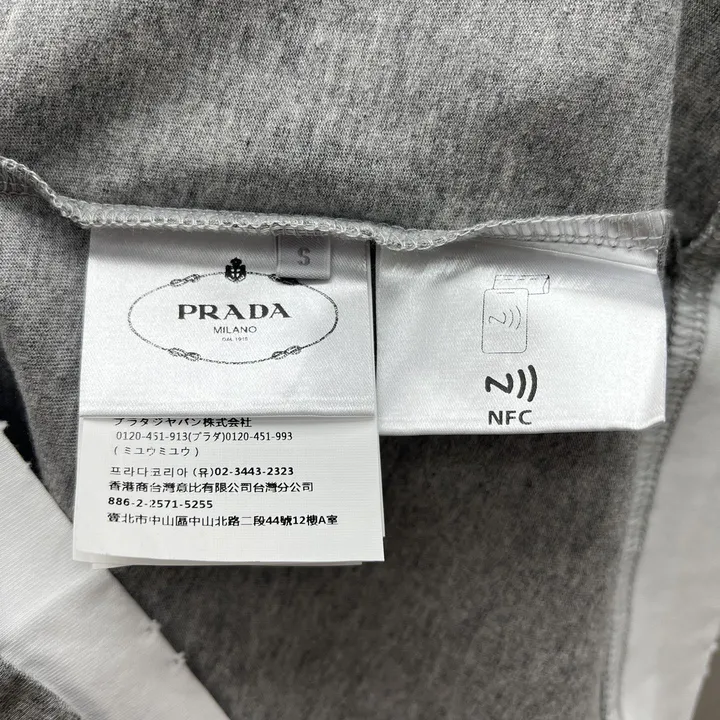 S
PRADA
MILANO
DAL 1913
NFC
プラダジャパン株式会社
0120-451-913(プラダ)0120-451-993
(ミユウミユウ)
프라다코리아 (유)02-3443-2323
香港商台灣意比有限公司台灣分公司
886-2-2571-5255
臺北市中山區中山北路二段44號12樓A室